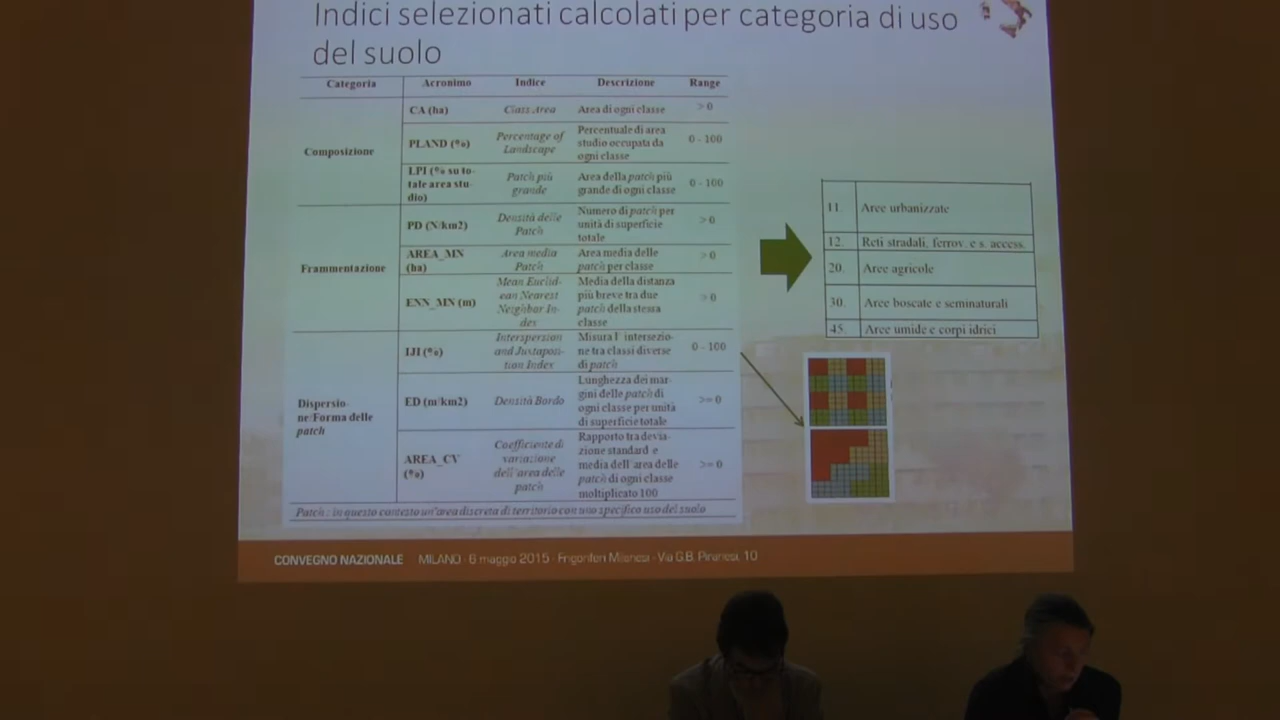 Indici selezionati calcolati per categoria di uso
del suolo
Categoria Acronimo Indice Descrizione Range
Composizione
CA (ha) Class Area Area di ogni classe > 0
PLAND (%) Percentage of
Landscape
Percentuale di area
studio occupata da
ogni classe
0 - 100
LPI (% su to-
tale area stu-
dio)
Patch più
grande
Area della patch più
grande di ogni classe
0 - 100
Frammentazione
PD (N/km2) Densità delle
Patch
Numero di patch per
unità di superficie
totale
> 0
AREA_MN
(ha)
Area media
Patch
Area media delle
patch per classe
> 0
ENN_MN (m)
Mean Euclid-
ean Nearest
Neighbor In-
dex
Media della distanza
più breve tra due
patch della stessa
classe
> 0
Dispersio-
ne/Forma delle
patch
IJI (%)
Interspersion
and Juxtaposi-
tion Index
Misura l' intersezio-
ne tra classi diverse
di patch
0 - 100
ED (m/km2) Densità Bordo
Lunghezza dei mar-
gini delle patch di
ogni classe per unità
di superficie totale
>= 0
AREA_CV
(%)
Coefficiente di
variazione
dell'area delle
patch
Rapporto tra devia-
zione standard e
media dell'area delle
patch di ogni classe
moltiplicato 100
>= 0
Patch : in questo contesto un'area discreta di territorio con uno specifico uso del suolo
11. Aree urbanizzate
12. Reti stradali, ferrov. e s. access.
20. Aree agricole
30. Aree boscate e seminaturali
45. Aree umide e corpi idrici
CONVEGNO NAZIONALE MILANO - 6 maggio 2015 - Frigoriferi Milanesi - Via G.B. Piranesi, 10